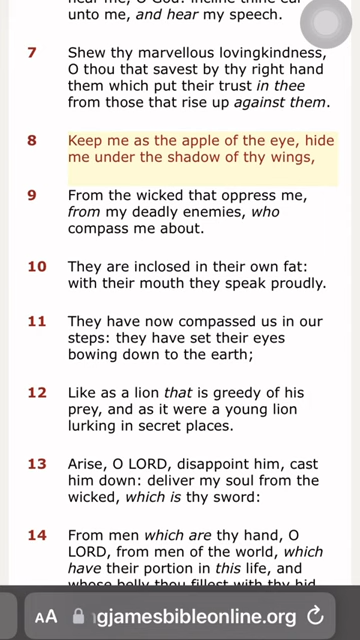 unto me, and hear my speech.
7 Shew thy marvellous lovingkindness,
O thou that savest by thy right hand
them which put their trust in thee
from those that rise up against them.
8 Keep me as the apple of the eye, hide
me under the shadow of thy wings,
9 From the wicked that oppress me,
from my deadly enemies, who
compass me about.
10 They are inclosed in their own fat:
with their mouth they speak proudly.
11 They have now compassed us in our
steps: they have set their eyes
bowing down to the earth;
12 Like as a lion that is greedy of his
prey, and as it were a young lion
lurking in secret places.
13 Arise, O LORD, disappoint him, cast
him down: deliver my soul from the
wicked, which is thy sword:
14 From men which are thy hand, O
LORD, from men of the world, which
have their portion in this life, and
whose belly thou fillest with thy hid
AA gjamesbibleonline.org